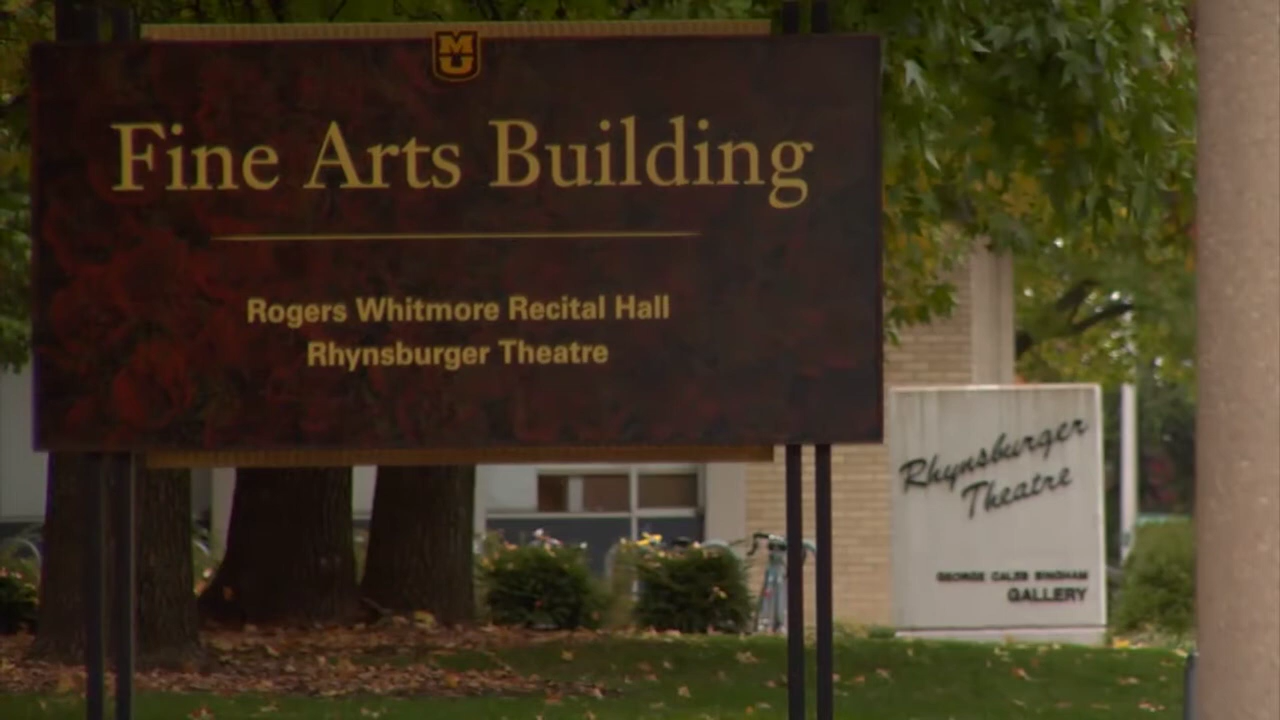 MU
Fine Arts Building
Rogers Whitmore Recital Hall
Rhynsburger Theatre
Rhynsburger
Theatre
GEORGE CALEB BINGHAM
GALLERY